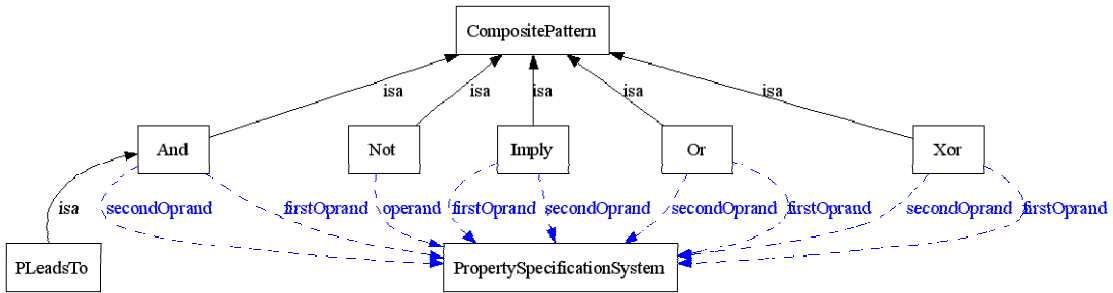 CompositePattern
isa
isa
isa
isa
isa
And
Not
Imply
Or
Xor
isa
secondOprand
firstOprand
operand
firstOprand
secondOprand
secondOprand
firstOprand
secondOprand
firstOprand
PLeadsTo
PropertySpecificationSystem